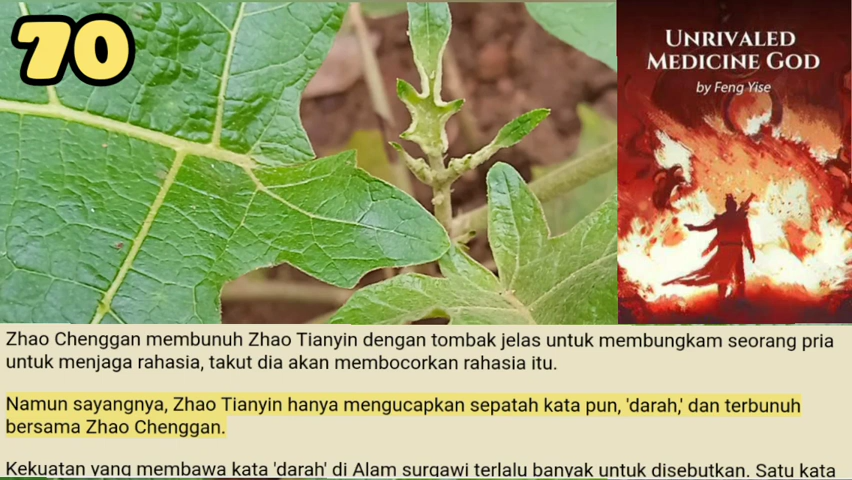 70
UNRIVALED
MEDICINE GOD
by Feng Yise
Zhao Chenggan membunuh Zhao Tianyin dengan tombak jelas untuk membungkam seorang pria
untuk menjaga rahasia, takut dia akan membocorkan rahasia itu.
Namun sayangnya, Zhao Tianyin hanya mengucapkan sepatah kata pun, 'darah,' dan terbunuh
bersama Zhao Chenggan.
Kekuatan yang membawa kata 'darah' di Alam surgawi terlalu banyak untuk disebutkan. Satu kata